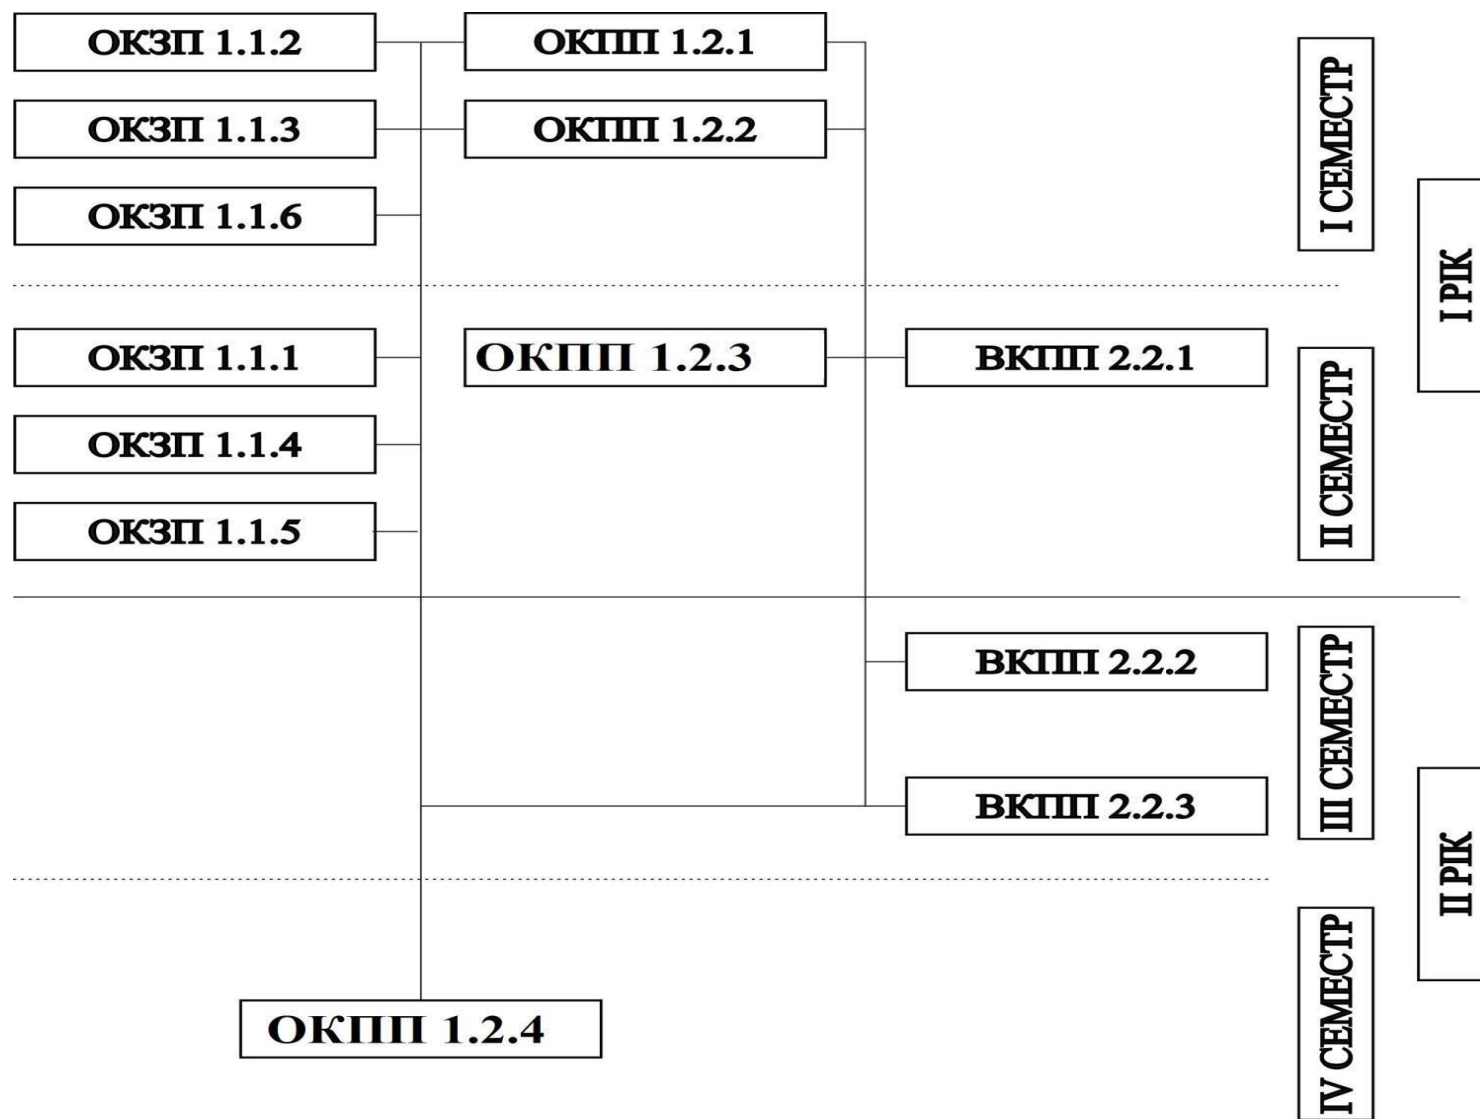 ОКЗП 1.1.2
ОКПП 1.2.1
ОКЗП 1.1.3
ОКПП 1.2.2
ОКЗП 1.1.6
I СЕМЕСТР
I РІК
ОКЗП 1.1.1
ОКПП 1.2.3
ВКПП 2.2.1
ОКЗП 1.1.4
ОКЗП 1.1.5
II СЕМЕСТР
ВКПП 2.2.2
ВКПП 2.2.3
III СЕМЕСТР
II РІК
ОКПП 1.2.4
IV СЕМЕСТР